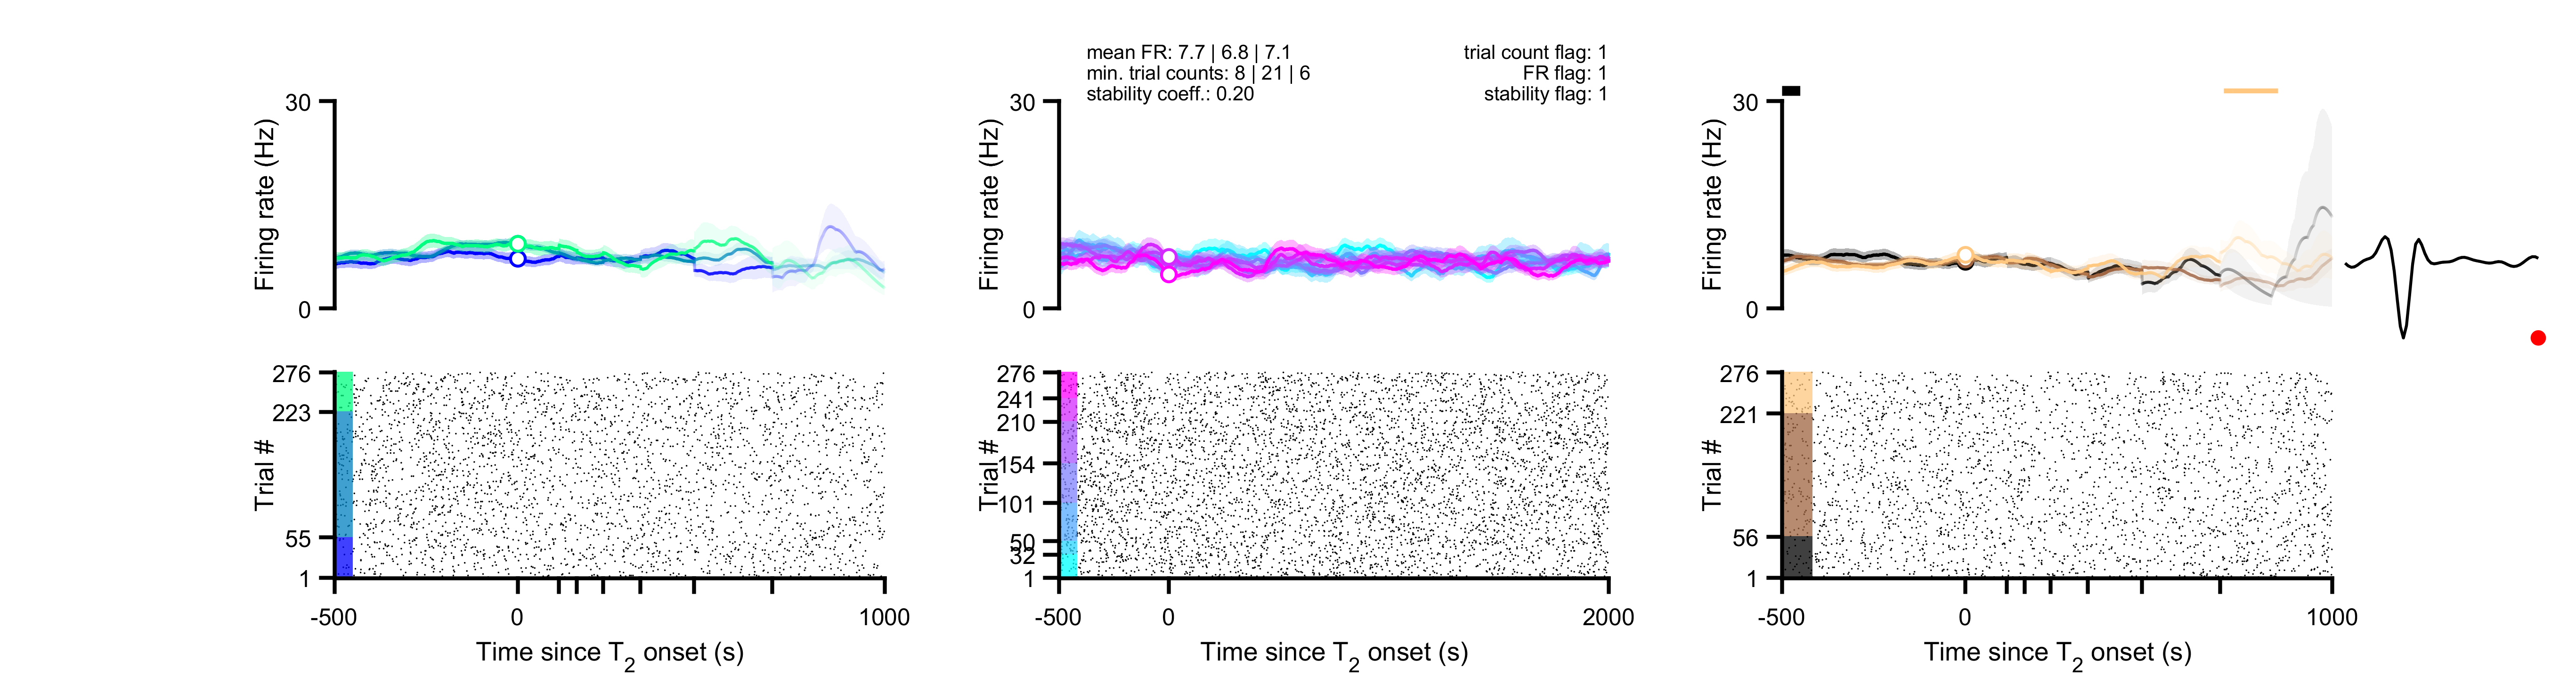 mean FR: 7.7 | 6.8 | 7.1
min. trial counts: 8 | 21 | 6
stability coeff.: 0.20
trial count flag: 1
FR flag: 1
stability flag: 1
30
0
Firing rate (Hz)
30
0
Firing rate (Hz)
30
0
Firing rate (Hz)
276
223
55
1
Trial #
-500
0
1000
Time since T2 onset (s)
276
241
210
154
101
50
32
1
Trial #
-500
0
2000
Time since T2 onset (s)
276
221
56
1
Trial #
-500
0
1000
Time since T2 onset (s)